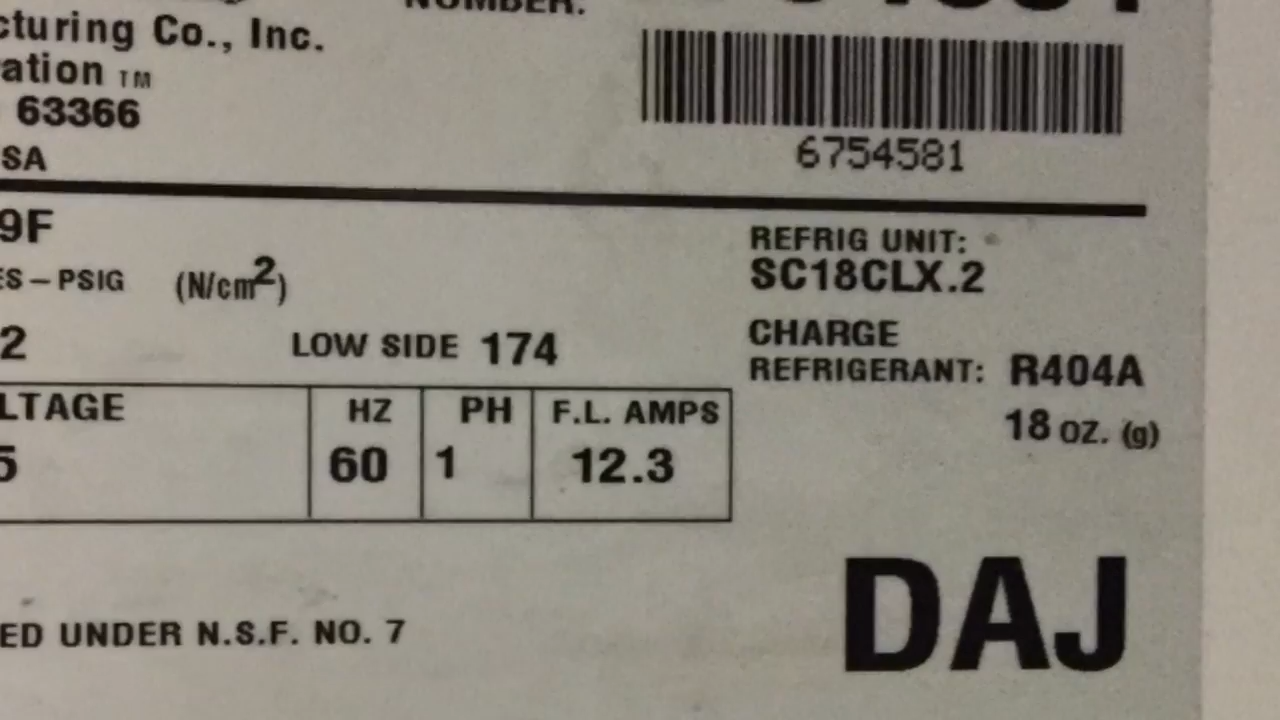 NUMBER:
cturing Co., Inc.
ation TM
63366
SA
6754581
9F
REFRIG UNIT:
SC18CLX.2
ES – PSIG (N/cm2)
2 LOW SIDE 174
CHARGE
REFRIGERANT: R404A
18 OZ. (g)
LTAGE HZ PH F.L. AMPS
5 60 1 12.3
DAJ
ED UNDER N.S.F. NO. 7